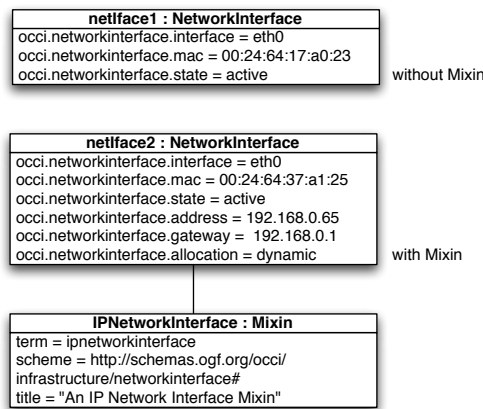 netIface1 : NetworkInterface
occi.networkinterface.interface = eth0
occi.networkinterface.mac = 00:24:64:17:a0:23
occi.networkinterface.state = active
without Mixin
netIface2 : NetworkInterface
occi.networkinterface.interface = eth0
occi.networkinterface.mac = 00:24:64:37:a1:25
occi.networkinterface.state = active
occi.networkinterface.address = 192.168.0.65
occi.networkinterface.gateway = 192.168.0.1
occi.networkinterface.allocation = dynamic
with Mixin
IPNetworkInterface : Mixin
term = ipnetworkinterface
scheme = http://schemas.ogf.org/occi/
infrastructure/networkinterface#
title = "An IP Network Interface Mixin"